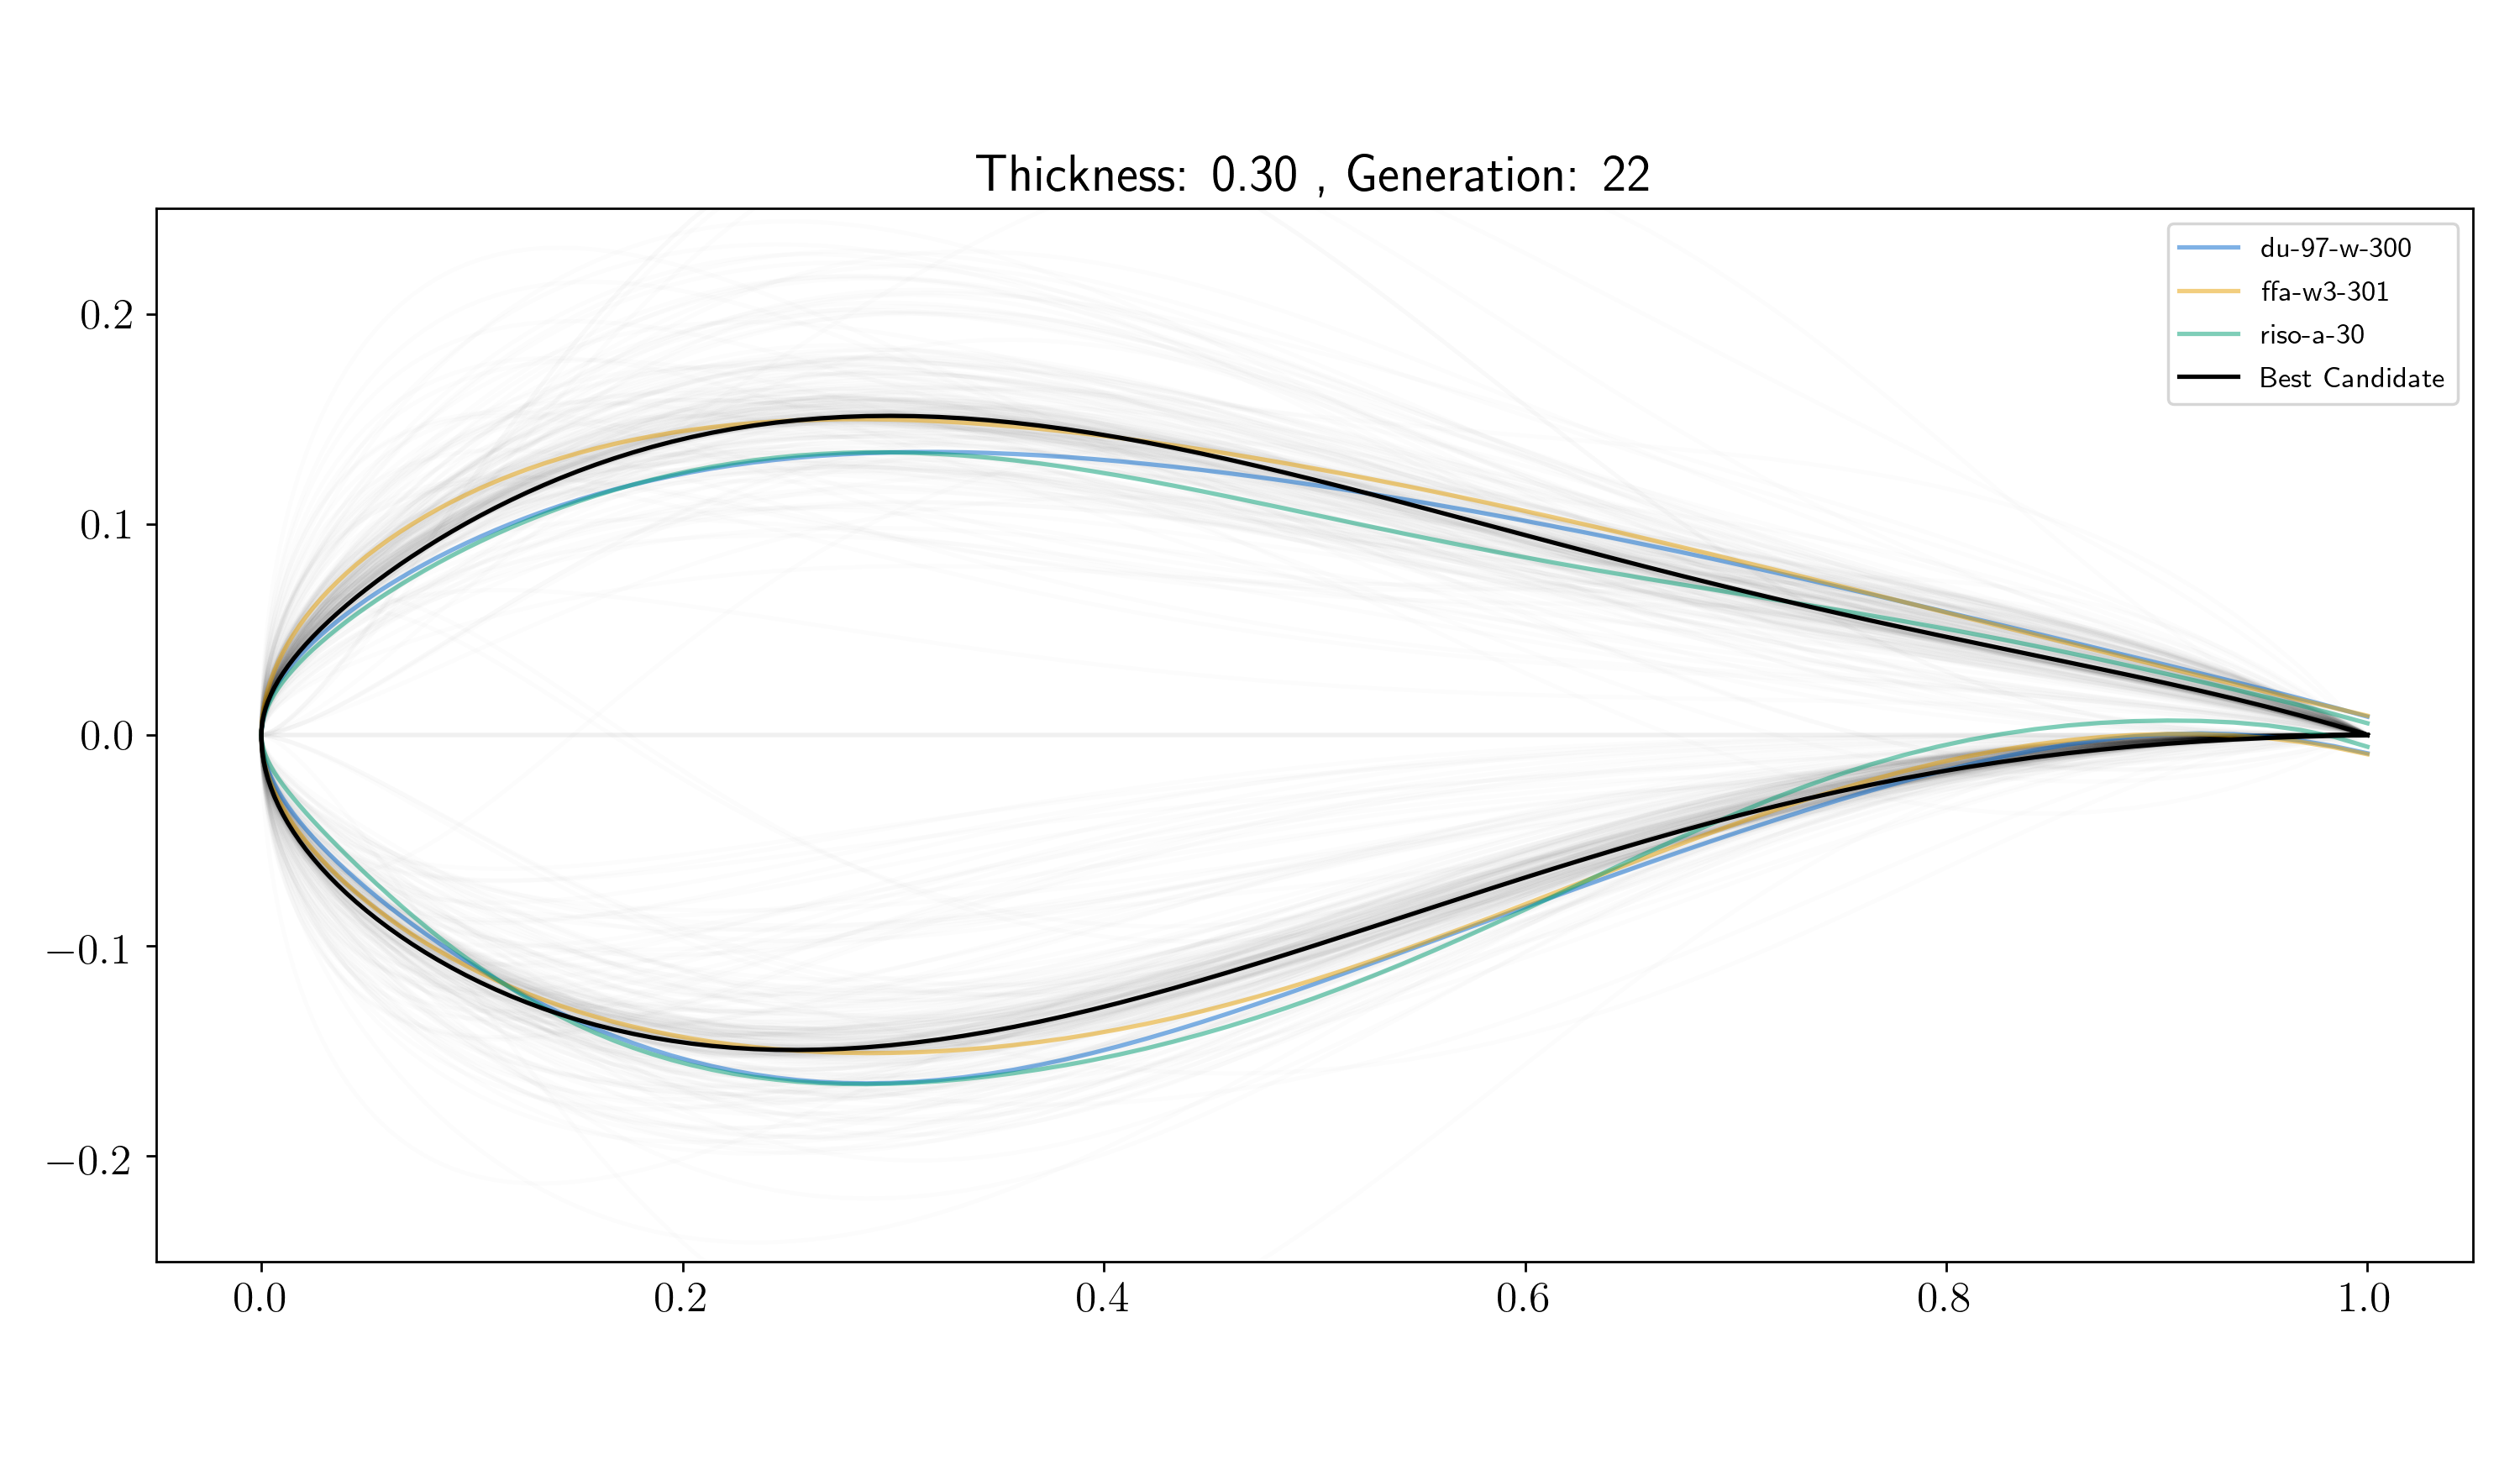 Thickness: 0.30 , Generation: 22
du-97-w-300
ffa-w3-301
riso-a-30
Best Candidate
0.2
0.1
0.0
−0.1
−0.2
0.0 0.2 0.4 0.6 0.8 1.0